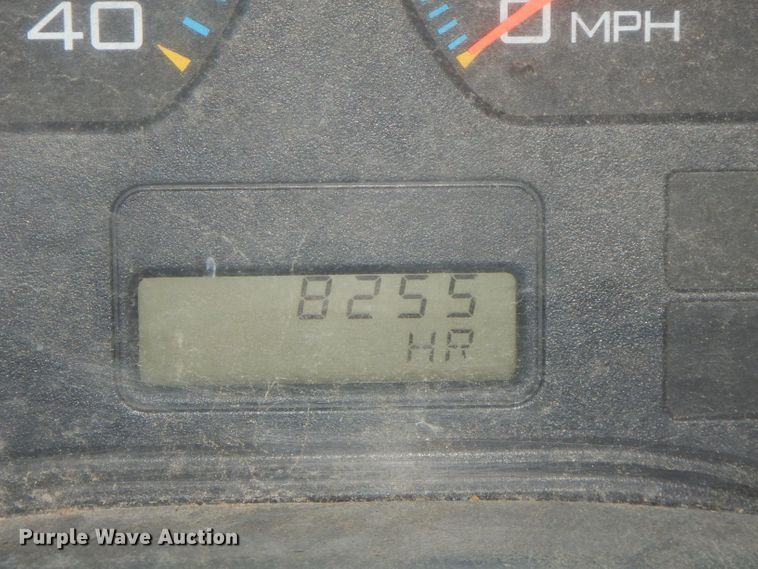 40
0 MPH
8255
HR
Purple Wave Auction